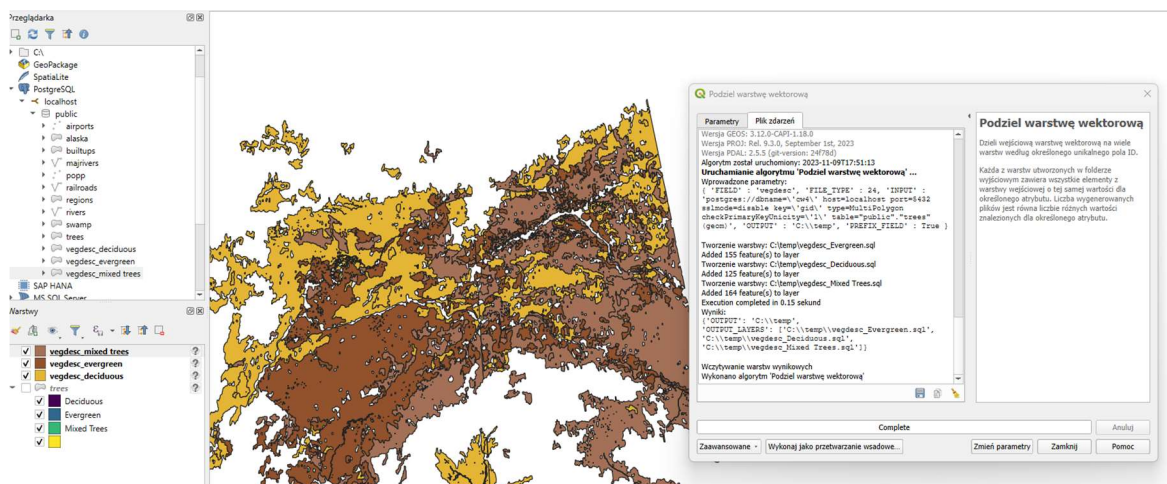 Przeglądarka
C:\
GeoPackage
SpatiaLite
PostgreSQL
localhost
public
airports
alaska
builtups
majrivers
popp
railroads
regions
rivers
swamp
trees
vegdesc_deciduous
vegdesc_evergreen
vegdesc_mixed trees
SAP HANA
MS SQL Server
Warstwy
vegdesc_mixed trees
vegdesc_evergreen
vegdesc_deciduous
trees
Deciduous
Evergreen
Mixed Trees
Podziel warstwę wektorową
Parametry
Plik zdarzeń
Wersja GEOS: 3.12.0-CAPI-1.18.0
Wersja PROJ: Rel. 9.3.0, September 1st, 2023
Wersja PDAL: 2.5.5 (git-version: 24f78d)
Algorytm został uruchomiony: 2023-11-09T17:51:13
Uruchamianie algorytmu 'Podziel warstwę wektorową' ...
Wprowadzone parametry:
{ 'FIELD' : 'vegdesc', 'FILE_TYPE' : 24, 'INPUT' :
'postgres://dbname=\'cw4\' host=localhost port=5432
sslmode=disable key=\'gid\' type=MultiPolygon
checkPrimaryKeyUnicity=\'1\' table="public"."trees"
(geom)', 'OUTPUT' : 'C:\\temp', 'PREFIX_FIELD' : True }
Tworzenie warstwy: C:\temp\vegdesc_Evergreen.sql
Added 155 feature(s) to layer
Tworzenie warstwy: C:\temp\vegdesc_Deciduous.sql
Added 125 feature(s) to layer
Tworzenie warstwy: C:\temp\vegdesc_Mixed Trees.sql
Added 164 feature(s) to layer
Execution completed in 0.15 sekund
Wyniki:
{'OUTPUT': 'C:\\temp',
'OUTPUT_LAYERS': ['C:\\temp\\vegdesc_Evergreen.sql',
'C:\\temp\\vegdesc_Deciduous.sql',
'C:\\temp\\vegdesc_Mixed Trees.sql']}
Wczytywanie warstw wynikowych
Wykonano algorytm 'Podziel warstwę wektorową'
Podziel warstwę wektorową
Dzieli wejściową warstwę wektorową na wiele
warstw według określonego unikalnego pola ID.
Każda z warstw utworzonych w folderze
wyjściowym zawiera wszystkie elementy z
warstwy wejściowej o tej samej wartości dla
określonego atrybutu. Liczba wygenerowanych
plików jest równa liczbie różnych wartości
znalezionych dla określonego atrybutu.
Complete
Anuluj
Zaawansowane
Wykonaj jako przetwarzanie wsadowe...
Zmień parametry
Zamknij
Pomoc